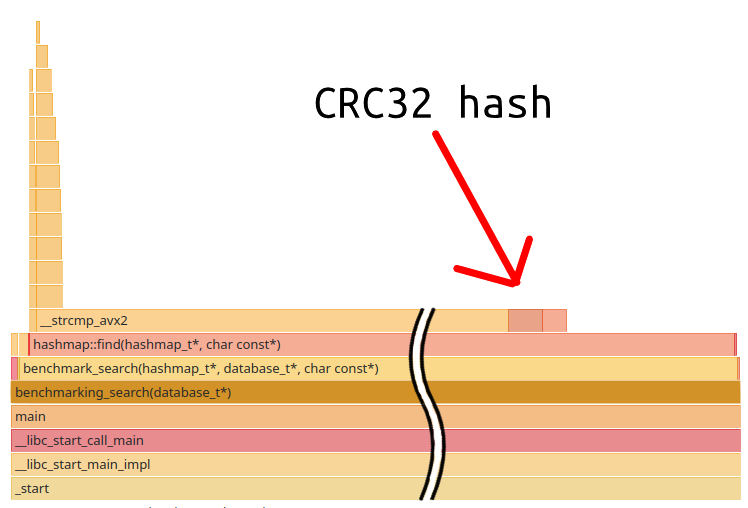 CRC32 hash
__strcmp_avx2
hashmap::find(hashmap_t*, char const*)
benchmark_search(hashmap_t*, database_t*, char const*)
benchmarking_search(database_t*)
main
__libc_start_call_main
__libc_start_main_impl
_start